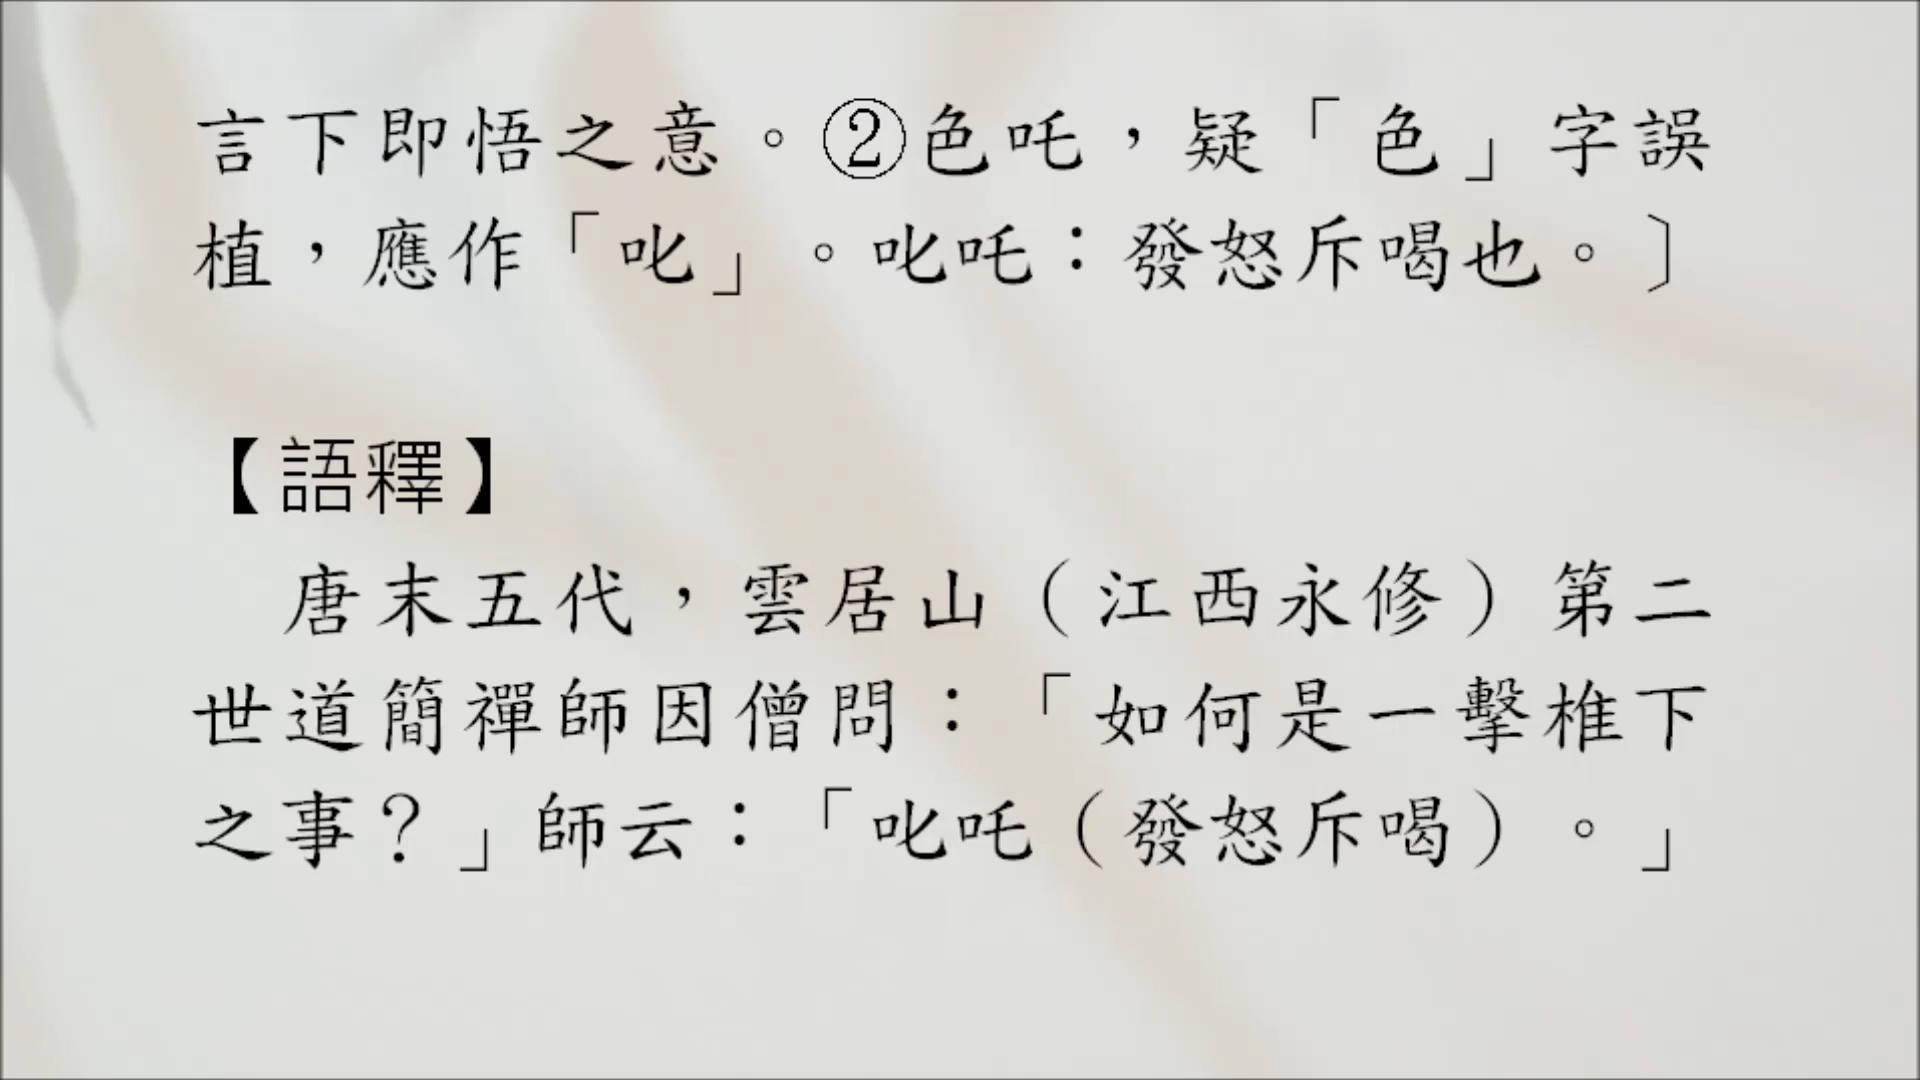 言下即悟之意。②色吒，疑「色」字誤
植，應作「叱」。叱吒：發怒斥喝也。〕
【語釋】
唐末五代，雲居山（江西永修）第二
世道簡禪師因僧問：「如何是一擊椎下
之事？」師云：「叱吒（發怒斥喝）。」